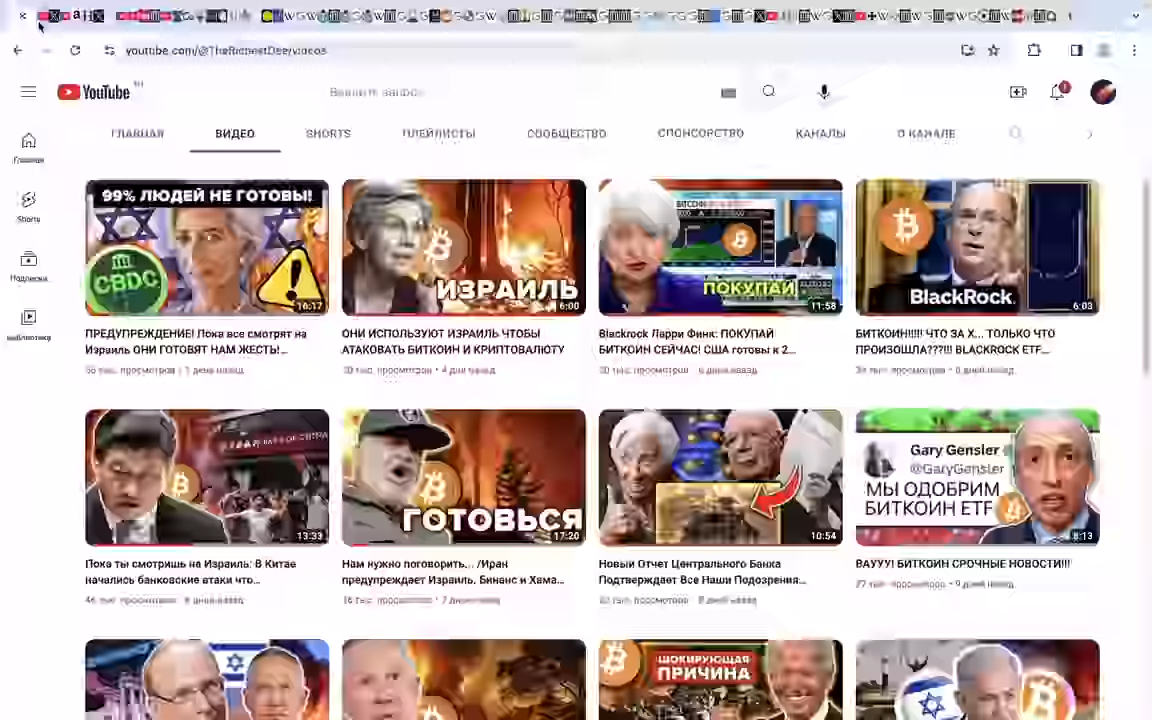 YouTube
ГЛАВНАЯ
ВИДЕО
SHORTS
ПЛЕЙЛИСТЫ
СООБЩЕСТВО
СПОНСОРСТВО
КАНАЛЫ
О КАНАЛЕ
Главная
Shorts
Подписки
99% ЛЮДЕЙ НЕ ГОТОВЫ!
CBDC
16:17
ИЗРАИЛЬ
6:00
ПОКУПАЙ
11:58
BlackRock.
6:03
ПРЕДУПРЕЖДЕНИЕ! Пока все смотрят на
Израиль ОНИ ГОТОВЯТ НАМ ЖЕСТЬ!...
ОНИ ИСПОЛЬЗУЮТ ИЗРАИЛЬ ЧТОБЫ
АТАКОВАТЬ БИТКОИН И КРИПТОВАЛЮТУ
Blackrock Ларри Финк: ПОКУПАЙ
БИТКОИН СЕЙЧАС! США готовы к 2...
БИТКОИН!!!!! ЧТО ЗА Х... ТОЛЬКО ЧТО
ПРОИЗОШЛА???!!! BLACKROCK ETF...
13:33
ГОТОВЬСЯ
17:20
10:54
Gary Gensler
@GaryGensler
МЫ ОДОБРИМ
БИТКОИН ETF
8:13
Пока ты смотришь на Израиль: В Китае
начались банковские атаки что...
Нам нужно поговорить... /Иран
предупреждает Израиль. Бинанс и Хама...
Новый Отчет Центрального Банка
Подтверждает Все Наши Подозрения...
ВАУУУ! БИТКОИН СРОЧНЫЕ НОВОСТИ!!!
ШОКИРУЮЩАЯ
ПРИЧИНА